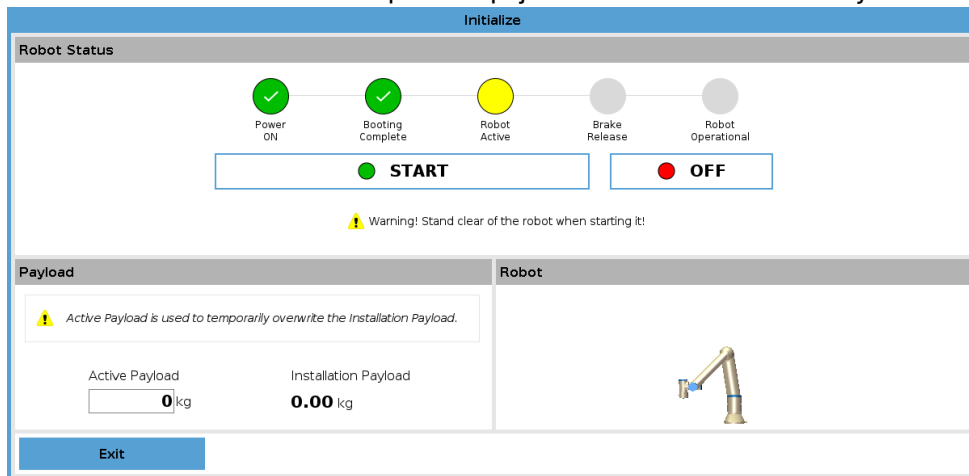 Initialize
Robot Status
Power
ON
Booting
Complete
Robot
Active
Brake
Release
Robot
Operational
START
OFF
Warning! Stand clear of the robot when starting it!
Payload
Robot
Active Payload is used to temporarily overwrite the Installation Payload.
Active Payload
Installation Payload
0 kg
0.00 kg
Exit